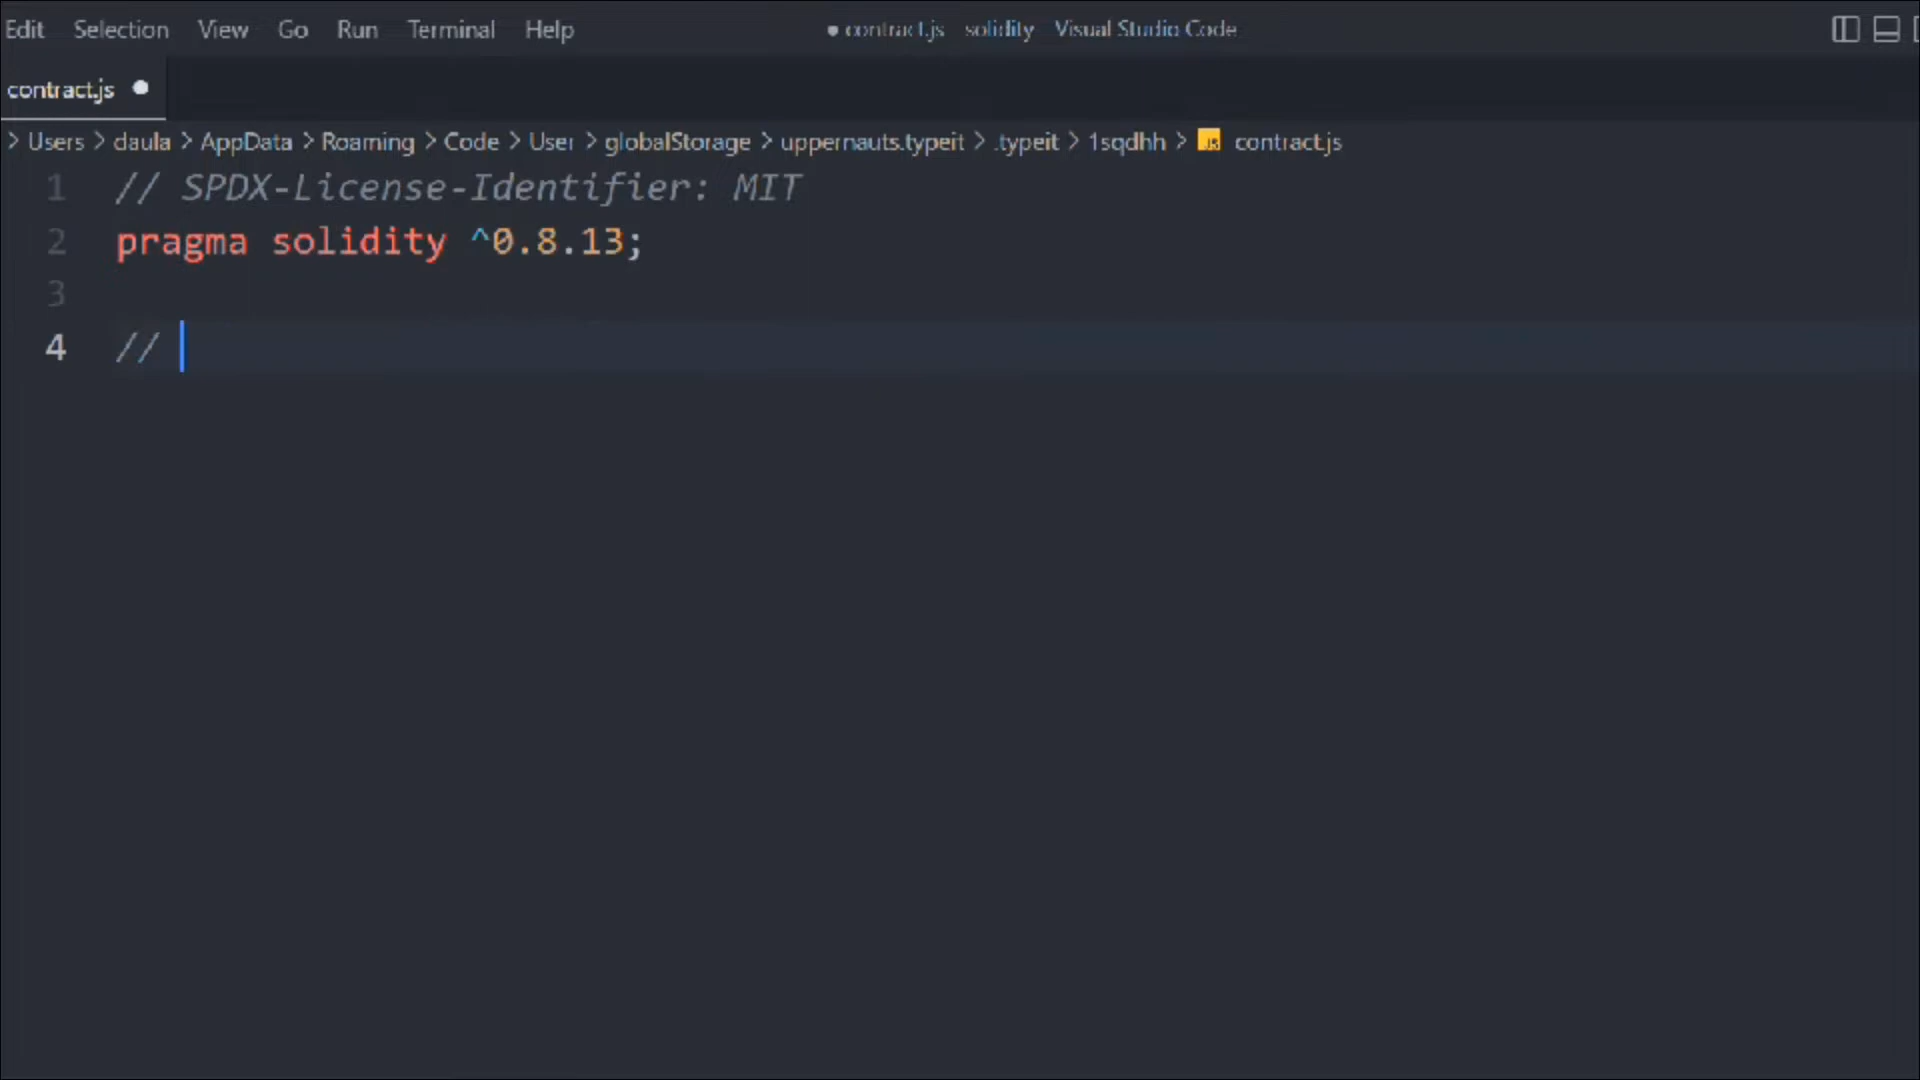 Edit Selection View Go Run Terminal Help ● contract.js solidity Visual Studio Code
contract.js ●
> Users > daula > AppData > Roaming > Code > User > globalStorage > uppernauts.typeit > .typeit > 1sqdhh > JS contract.js
1 // SPDX-License-Identifier: MIT
2 pragma solidity ^0.8.13;
3
4 //